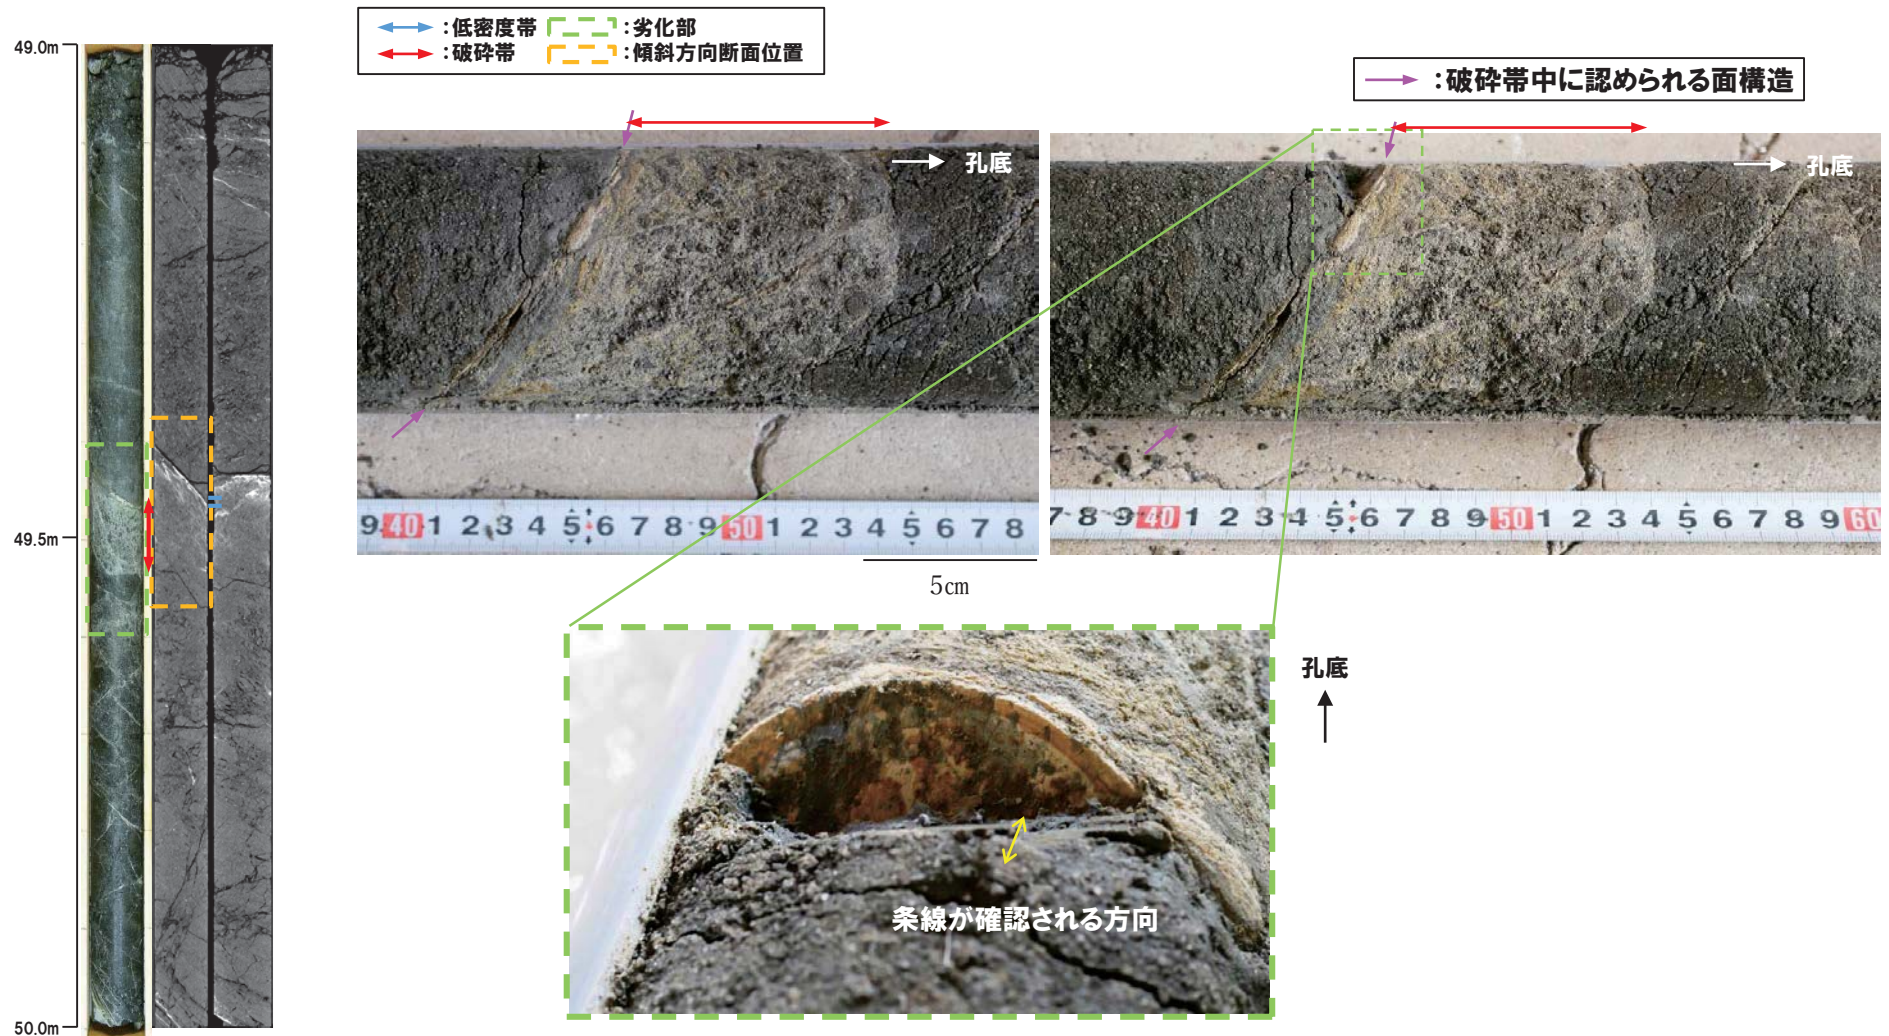 :低密度帯
:劣化部
:破砕帯
:傾斜方向断面位置
:破砕帯中に認められる面構造
49.0m
49.5m
50.0m
孔底
孔底
9 40 1 2 3 4 5 6 7 8 9 50 1 2 3 4 5 6 7 8
7 8 9 40 1 2 3 4 5 6 7 8 9 50 1 2 3 4 5 6 7 8 9 60
5cm
孔底
条線が確認される方向